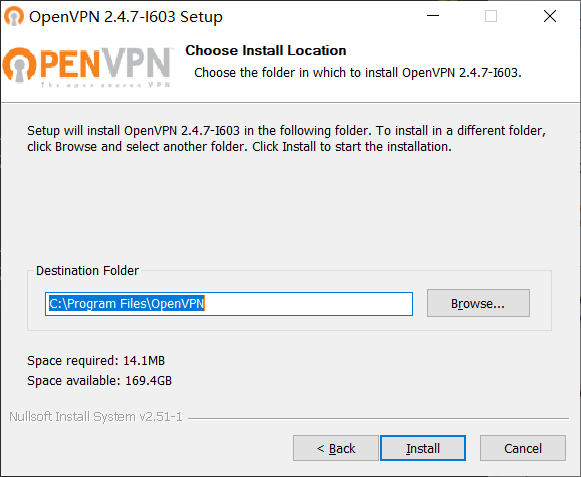 OpenVPN 2.4.7-I603 Setup
OPENVPN™
The open source VPN
Choose Install Location
Choose the folder in which to install OpenVPN 2.4.7-I603.
Setup will install OpenVPN 2.4.7-I603 in the following folder. To install in a different folder,
click Browse and select another folder. Click Install to start the installation.
Destination Folder
C:\Program Files\OpenVPN
Browse...
Space required: 14.1MB
Space available: 169.4GB
Nullsoft Install System v2.51-1
< Back
Install
Cancel